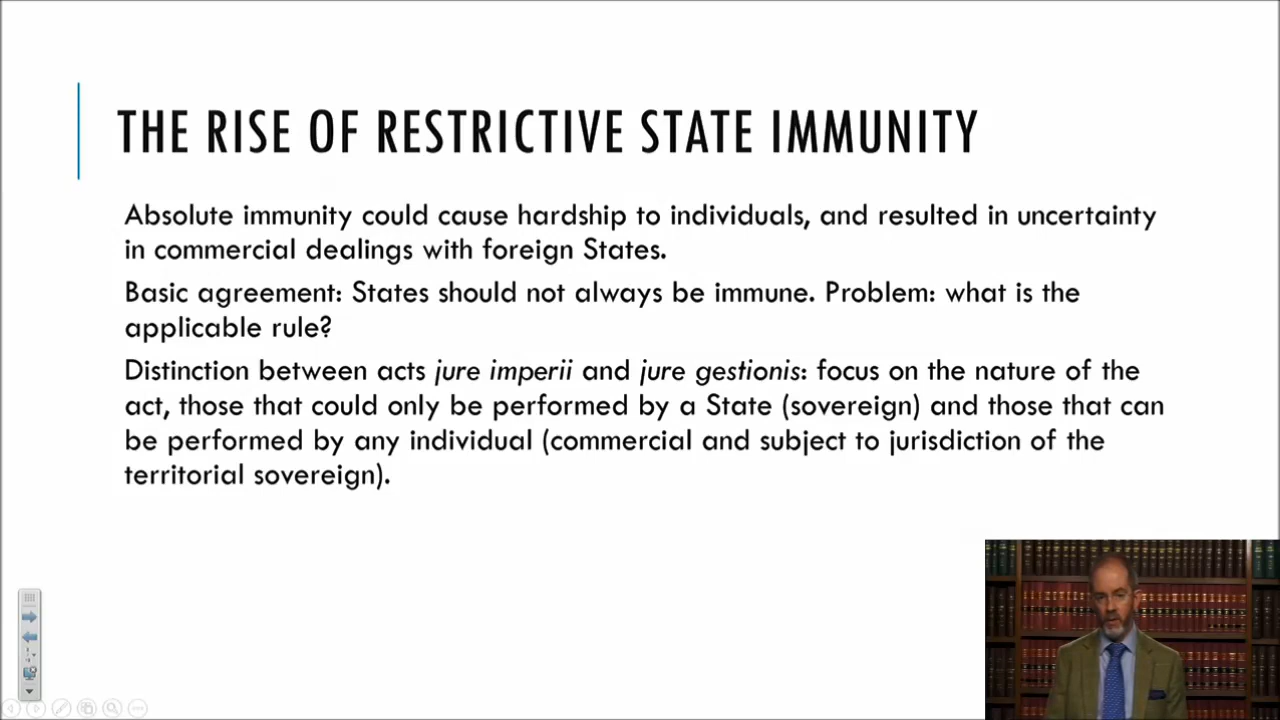 THE RISE OF RESTRICTIVE STATE IMMUNITY
Absolute immunity could cause hardship to individuals, and resulted in uncertainty
in commercial dealings with foreign States.
Basic agreement: States should not always be immune. Problem: what is the
applicable rule?
Distinction between acts jure imperii and jure gestionis: focus on the nature of the
act, those that could only be performed by a State (sovereign) and those that can
be performed by any individual (commercial and subject to jurisdiction of the
territorial sovereign).